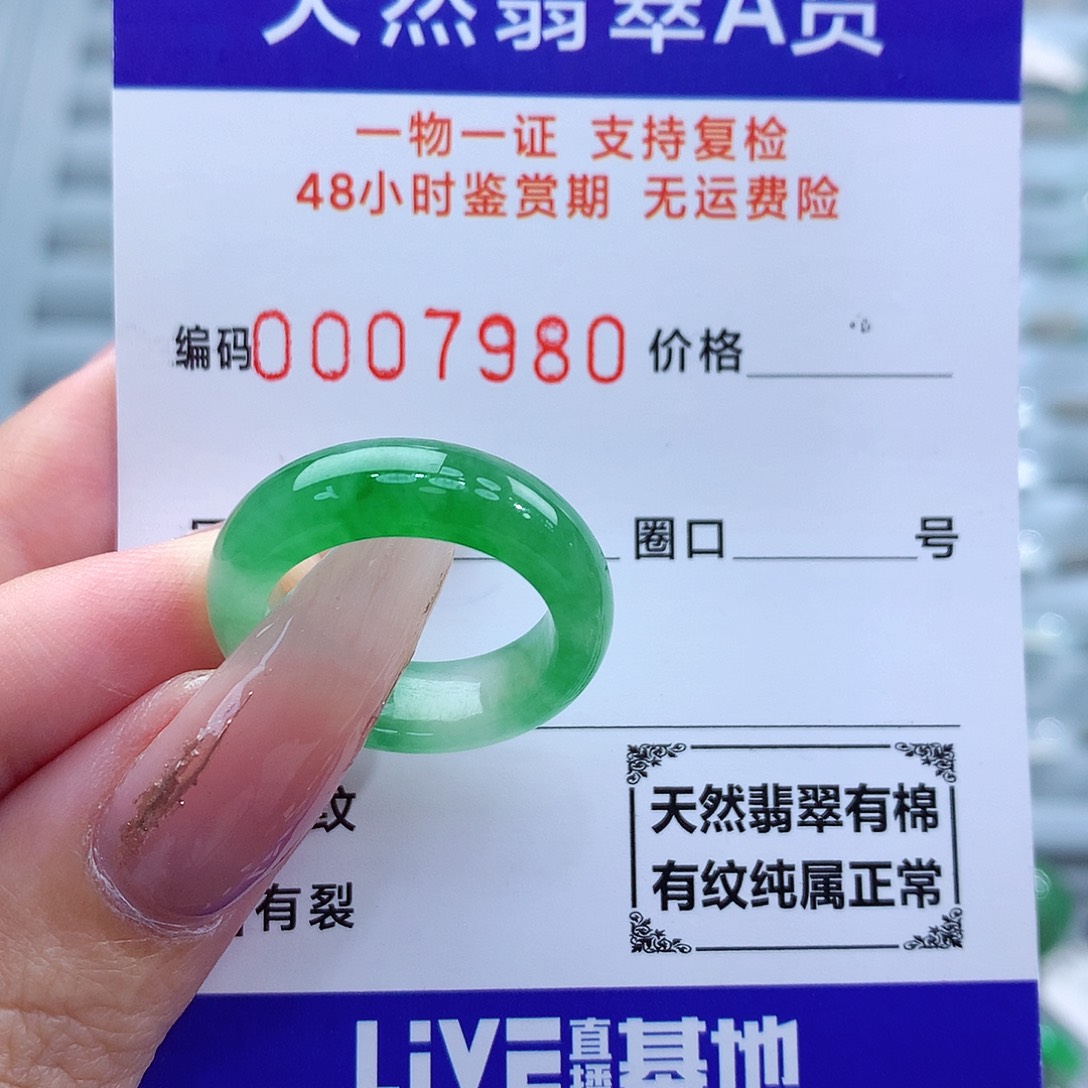 天然翡翠A货
一物一证 支持复检
48小时鉴赏期 无运费险
编码0007980 价格
圈口 号
纹
有裂
天然翡翠有棉
有纹纯属正常
LiVE直播基地